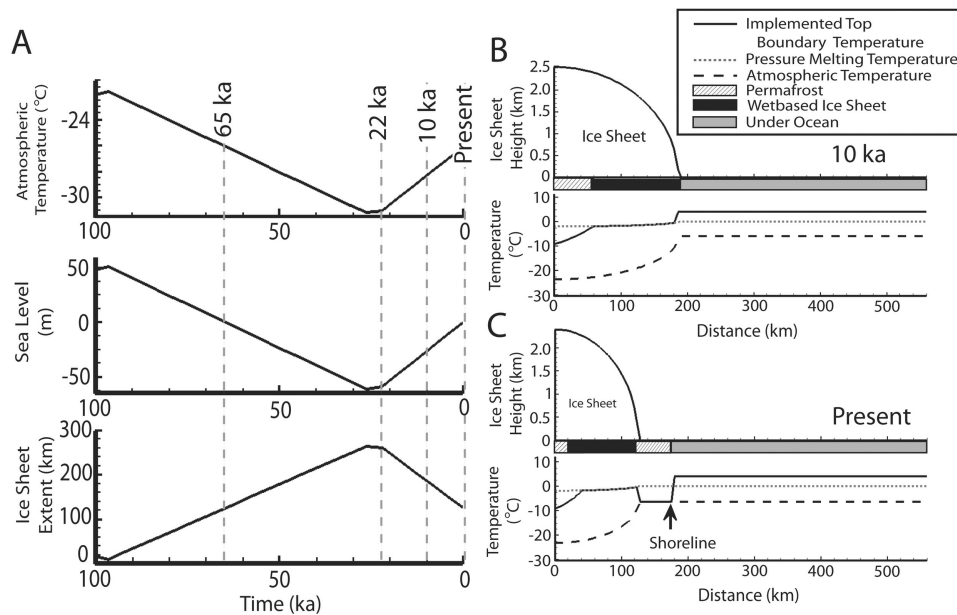 A
Atmospheric
Temperature (°C)
-24
-30
100
50
0
65 ka
22 ka
10 ka
Present
Sea Level
(m)
50
0
-50
100
50
0
Ice Sheet
Extent (km)
300
200
100
0
100
50
0
Time (ka)
Implemented Top
Boundary Temperature
Pressure Melting Temperature
Atmospheric Temperature
Permafrost
Wetbased Ice Sheet
Under Ocean
B
Ice Sheet
Height (km)
2.5
2.0
1.5
1.0
0.5
0
Ice Sheet
10 ka
Temperature
(°C)
10
0
-10
-20
-30
0
100
200
300
400
500
Distance (km)
C
Ice Sheet
Height (km)
2.0
1.5
1.0
0.5
0
Ice Sheet
Present
Temperature
(°C)
10
0
-10
-20
-30
Shoreline
0
100
200
300
400
500
Distance (km)